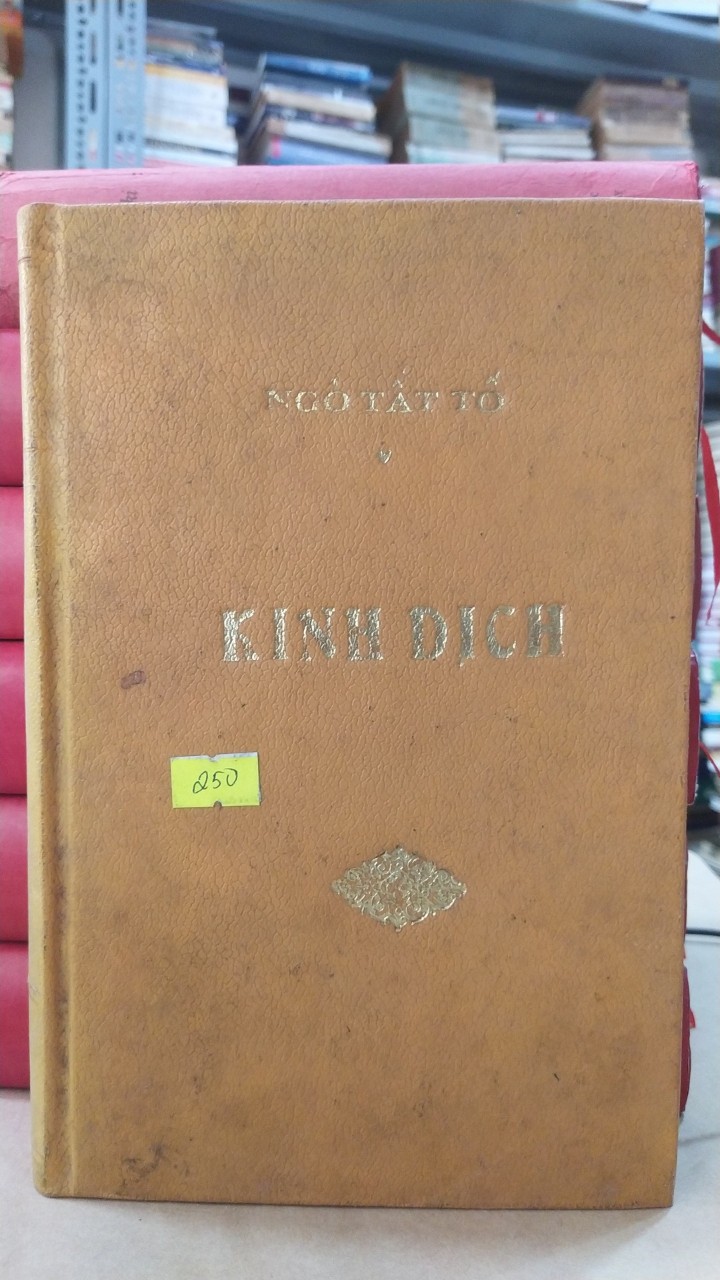 NGÔ TẤT TỐ
KINH DỊCH
250